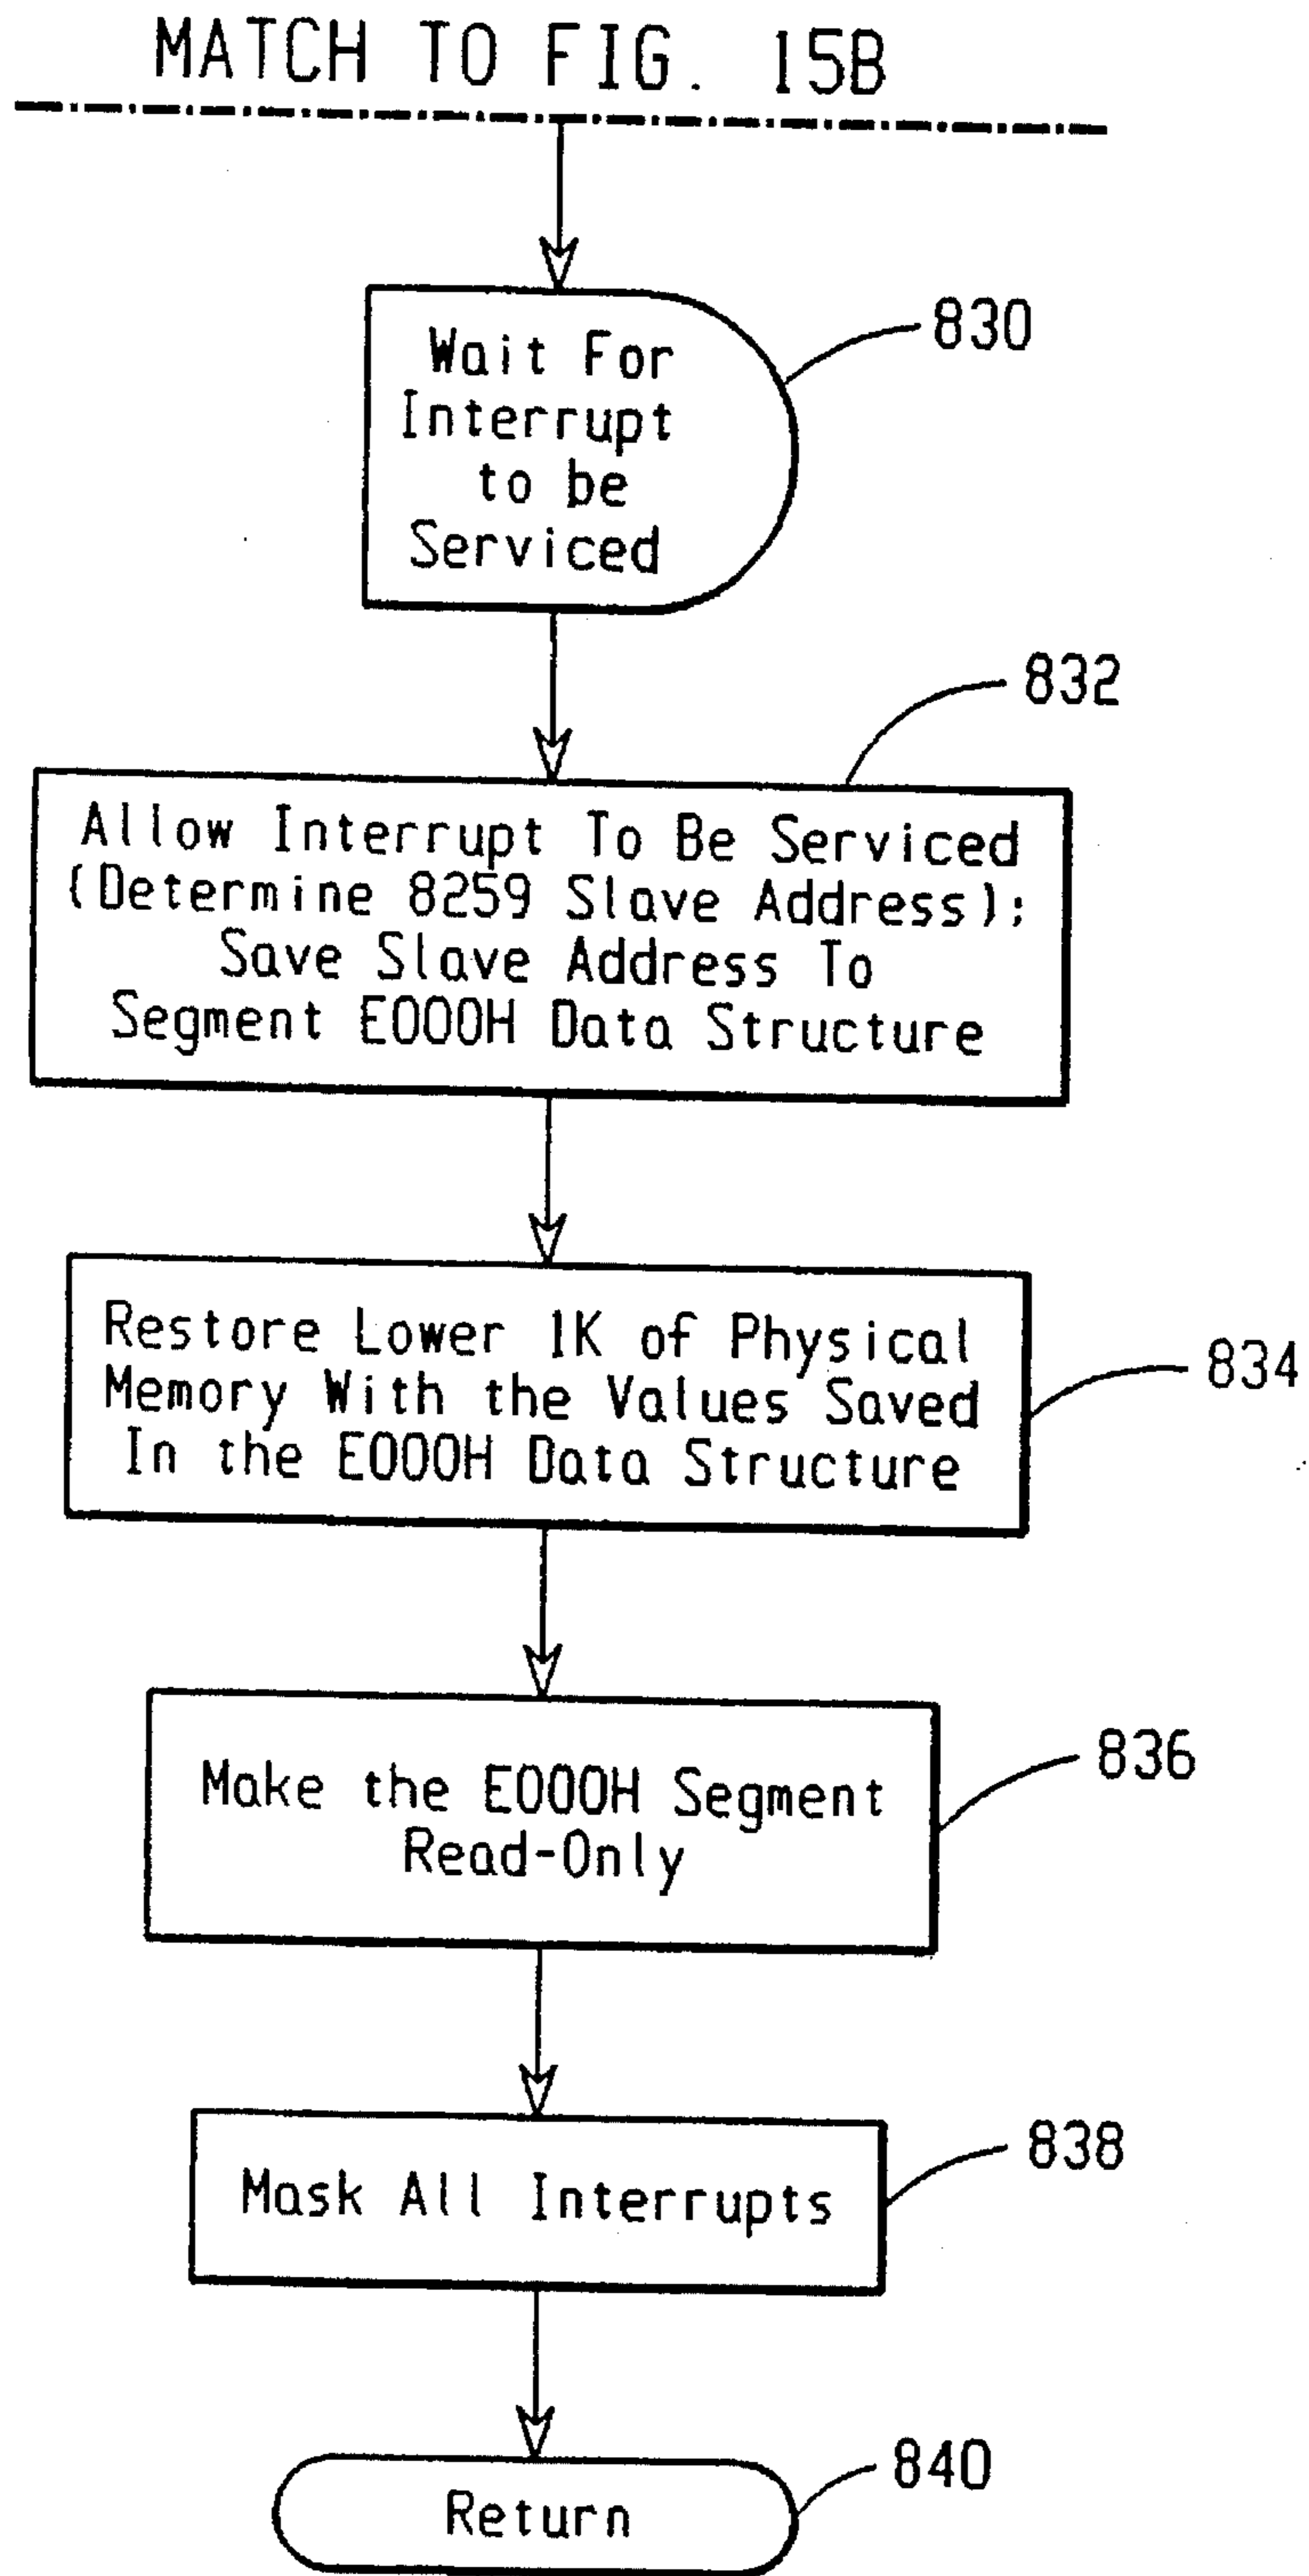 MATCH TO FIG. 15B
Wait For
Interrupt
to be
Serviced
830
832
Allow Interrupt To Be Serviced
(Determine 8259 Slave Address);
Save Slave Address To
Segment E000H Data Structure
Restore Lower 1K of Physical
Memory With the Values Saved
In the E000H Data Structure
834
Make the E000H Segment
Read-Only
836
Mask All Interrupts
838
Return
840